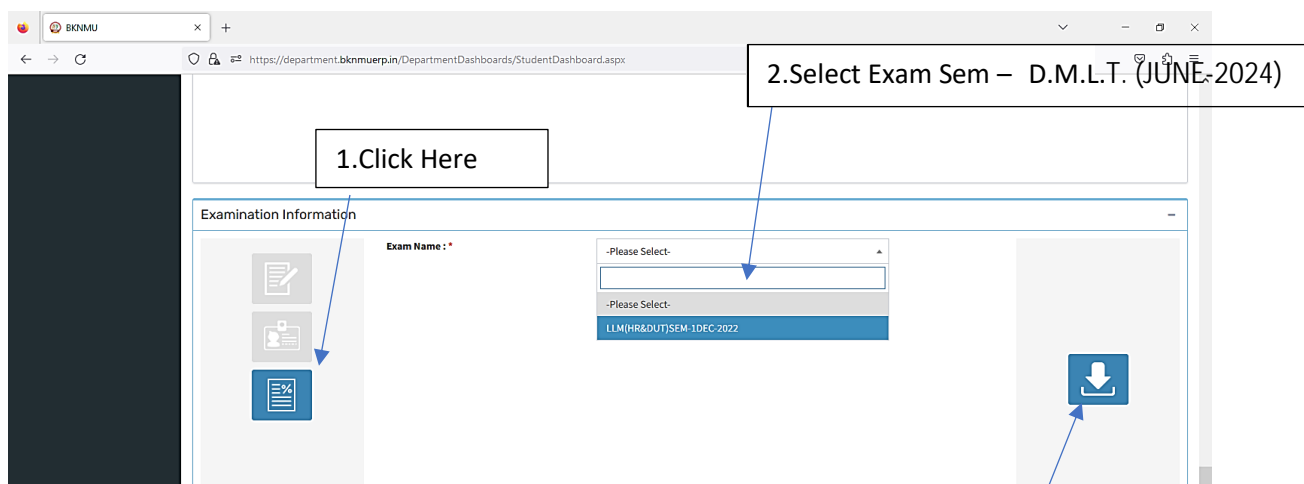 BKNMU
https://department.bknmuerp.in/DepartmentDashboards/StudentDashboard.aspx
2.Select Exam Sem – D.M.L.T. (JUNE-2024)
1.Click Here
Examination Information
Exam Name : *
-Please Select-
-Please Select-
LLM(HR&DUT)SEM-1DEC-2022